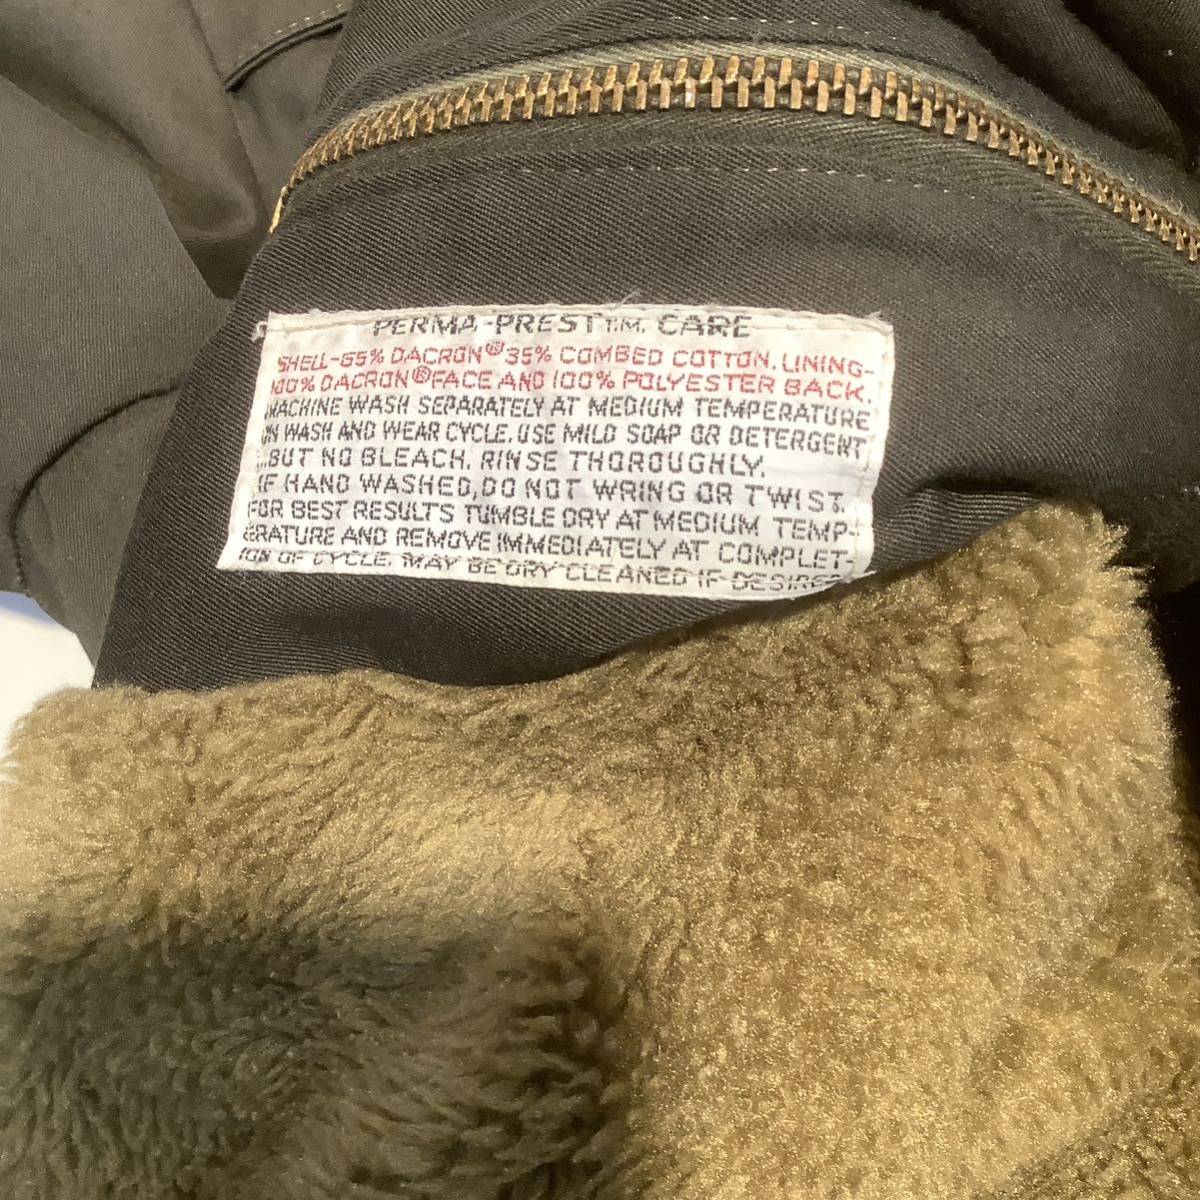 PERMA-PREST T.M. CARE
SHELL-65% DACRON® 35% COMBED COTTON. LINING-
100% DACRON® FACE AND 100% POLYESTER BACK.
MACHINE WASH SEPARATELY AT MEDIUM TEMPERATURE
ON WASH AND WEAR CYCLE. USE MILD SOAP OR DETERGENT
...BUT NO BLEACH. RINSE THOROUGHLY.
IF HAND WASHED, DO NOT WRING OR TWIST.
FOR BEST RESULTS TUMBLE DRY AT MEDIUM TEMP-
ERATURE AND REMOVE IMMEDIATELY AT COMPLET-
ION OF CYCLE. MAY BE DRY CLEANED IF DESIRED